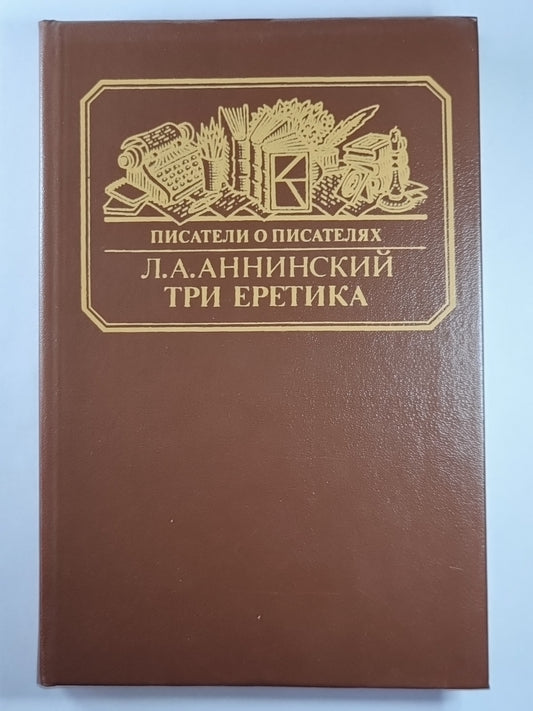 ПИСАТЕЛИ О ПИСАТЕЛЯХ
Л.А.АННИНСКИЙ
ТРИ ЕРЕТИКА